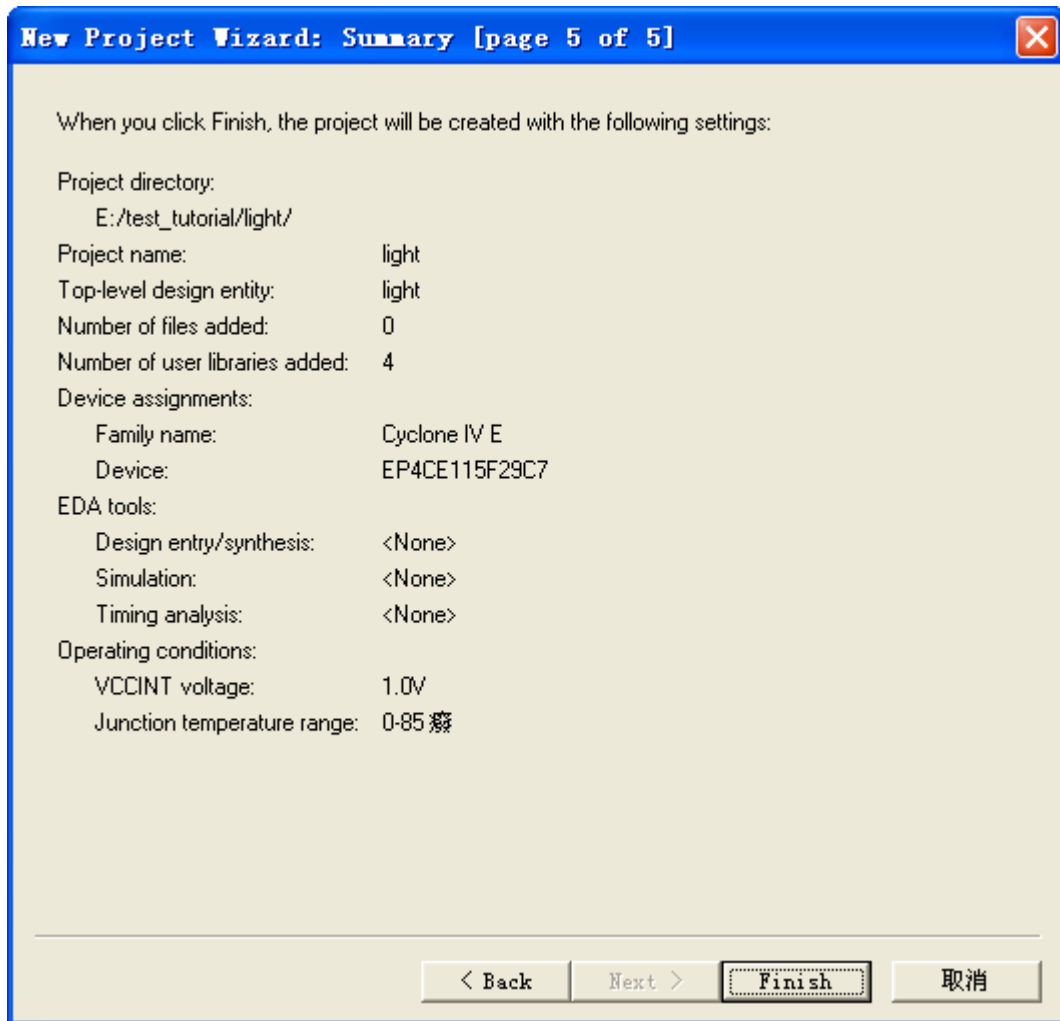 New Project Wizard: Summary [page 5 of 5]
When you click Finish, the project will be created with the following settings:
Project directory:
E:/test_tutorial/light/
Project name: light
Top-level design entity: light
Number of files added: 0
Number of user libraries added: 4
Device assignments:
Family name: Cyclone IV E
Device: EP4CE115F29C7
EDA tools:
Design entry/synthesis: <None>
Simulation: <None>
Timing analysis: <None>
Operating conditions:
VCCINT voltage: 1.0V
Junction temperature range: 0-85 癈
< Back Next > Finish 取消